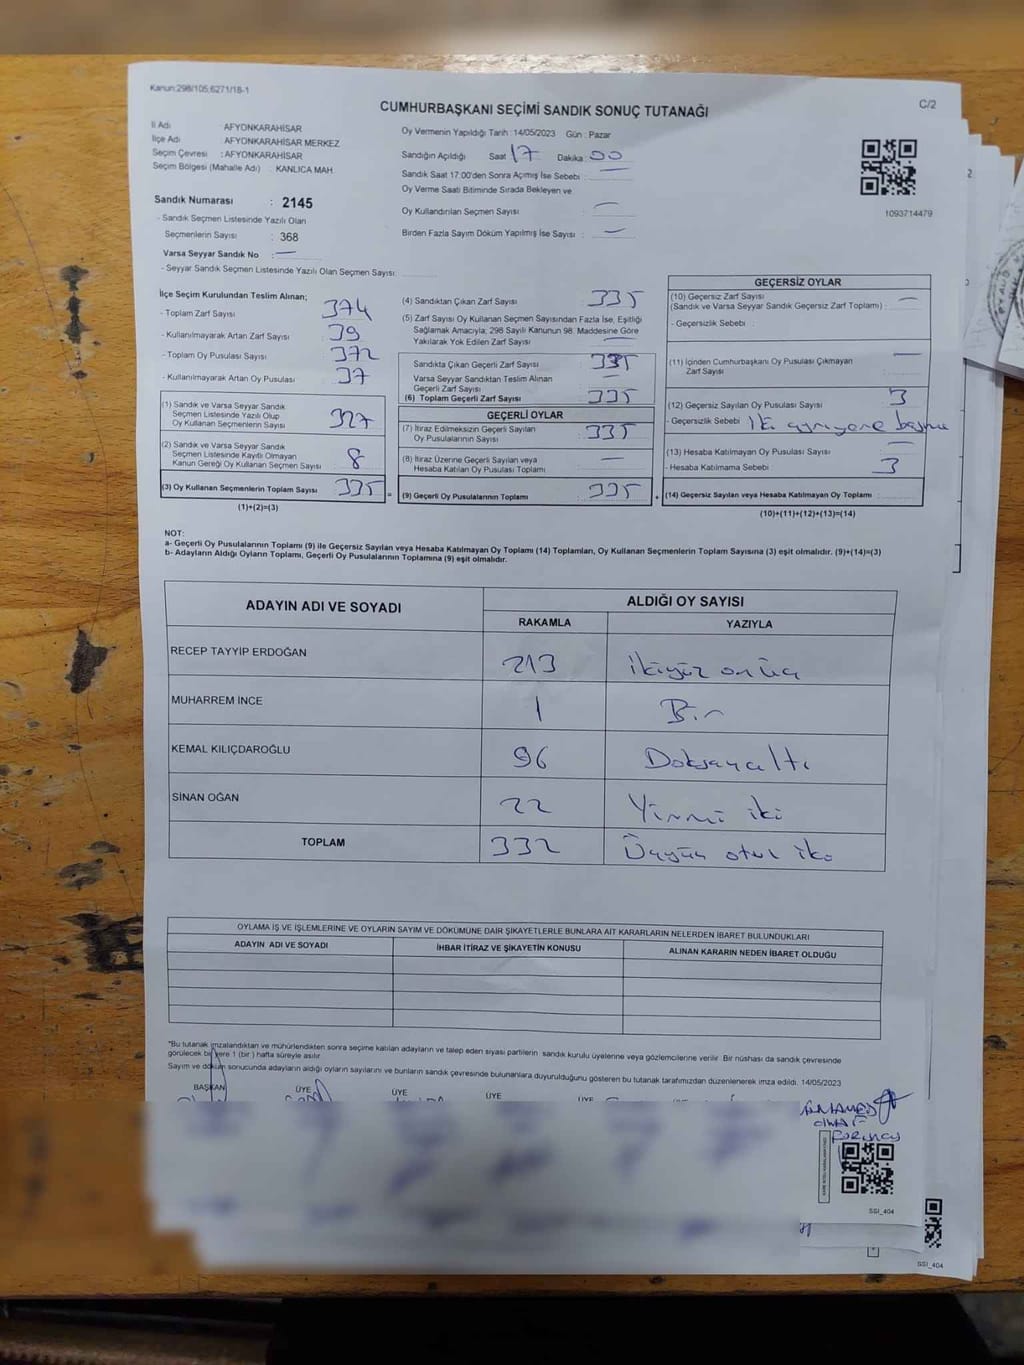 Kanun:298/105;6271/18-1
C/2
CUMHURBAŞKANI SEÇİMİ SANDIK SONUÇ TUTANAĞI
İl Adı AFYONKARAHİSAR
İlçe Adı AFYONKARAHİSAR MERKEZ
Seçim Çevresi : AFYONKARAHİSAR
Seçim Bölgesi (Mahalle Adı) : KANLICA MAH.
Oy Vermenin Yapıldığı Tarih : 14/05/2023 Gün : Pazar
Sandığın Açıldığı Saat 17 Dakika : 00
Sandık Saat 17:00'den Sonra Açımış İse Sebebi :
Oy Verme Saati Bitiminde Sırada Bekleyen ve
Oy Kullandırılan Seçmen Sayısı : —
Birden Fazla Sayım Döküm Yapılmış İse Sayısı : —
1093714479
Sandık Numarası : 2145
- Sandık Seçmen Listesinde Yazılı Olan
Seçmenlerin Sayısı : 368
Varsa Seyyar Sandık No : —
- Seyyar Sandık Seçmen Listesinde Yazılı Olan Seçmen Sayısı:
İlçe Seçim Kurulundan Teslim Alınan;
- Toplam Zarf Sayısı : 374
- Kullanılmayarak Artan Zarf Sayısı : 39
- Toplam Oy Pusulası Sayısı : 372
- Kullanılmayarak Artan Oy Pusulası : 37
(1) Sandık ve Varsa Seyyar Sandık
Seçmen Listesinde Yazılı Olup
Oy Kullanan Seçmenlerin Sayısı : 327
(2) Sandık ve Varsa Seyyar Sandık
Seçmen Listesinde Kayıtlı Olmayan
Kanun Gereği Oy Kullanan Seçmen Sayısı : 8
(3) Oy Kullanan Seçmenlerin Toplam Sayısı : 335 =
(1)+(2)=(3)
(4) Sandıktan Çıkan Zarf Sayısı : 335
(5) Zarf Sayısı Oy Kullanan Seçmen Sayısından Fazla İse, Eşitliği
Sağlamak Amacıyla; 298 Sayılı Kanunun 98. Maddesine Göre
Yakılarak Yok Edilen Zarf Sayısı : —
Sandıkta Çıkan Geçerli Zarf Sayısı : 335
Varsa Seyyar Sandıktan Teslim Alınan
Geçerli Zarf Sayısı : —
(6) Toplam Geçerli Zarf Sayısı : 335
GEÇERLİ OYLAR
(7) İtiraz Edilmeksizin Geçerli Sayılan
Oy Pusulalarının Sayısı : 335
(8) İtiraz Üzerine Geçerli Sayılan veya
Hesaba Katılan Oy Pusulası Toplamı : —
(9) Geçerli Oy Pusulalarının Toplamı : 335 +
GEÇERSİZ OYLAR
(10) Geçersiz Zarf Sayısı
(Sandık ve Varsa Seyyar Sandık Geçersiz Zarf Toplamı) : —
- Geçersizlik Sebebi :
(11) İçinden Cumhurbaşkanı Oy Pusulası Çıkmayan
Zarf Sayısı : —
(12) Geçersiz Sayılan Oy Pusulası Sayısı : 3
- Geçersizlik Sebebi : İki ayrı yere basma
(13) Hesaba Katılmayan Oy Pusulası Sayısı : —
- Hesaba Katılmama Sebebi : 3
(14) Geçersiz Sayılan veya Hesaba Katılmayan Oy Toplamı :
(10)+(11)+(12)+(13)=(14)
NOT:
a- Geçerli Oy Pusulalarının Toplamı (9) ile Geçersiz Sayılan veya Hesaba Katılmayan Oy Toplamı (14) Toplamları, Oy Kullanan Seçmenlerin Toplam Sayısına (3) eşit olmalıdır. (9)+(14)=(3)
b- Adayların Aldığı Oyların Toplamı, Geçerli Oy Pusulalarının Toplamına (9) eşit olmalıdır.
ADAYIN ADI VE SOYADI
ALDIĞI OY SAYISI
RAKAMLA YAZIYLA
RECEP TAYYİP ERDOĞAN 213 ikiyüz onüç
MUHARREM İNCE 1 Bir
KEMAL KILIÇDAROĞLU 96 Doksanaltı
SİNAN OĞAN 22 Yirmi iki
TOPLAM 332 Üçyüz otuz iki
OYLAMA İŞ VE İŞLEMLERİNE VE OYLARIN SAYIM VE DÖKÜMÜNE DAİR ŞİKAYETLERLE BUNLARA AİT KARARLARIN NELERDEN İBARET BULUNDUKLARI
ADAYIN ADI VE SOYADI İHBAR İTİRAZ VE ŞİKAYETİN KONUSU ALINAN KARARIN NEDEN İBARET OLDUĞU
*Bu tutanak imzalandıktan ve mühürlendikten sonra seçime katılan adayların ve talep eden siyasi partilerin sandık kurulu üyelerine veya gözlemcilerine verilir. Bir nüshası da sandık çevresinde
görülecek bir yere 1 (bir ) hafta süreyle asılır.
Sayım ve döküm sonucunda adayların aldığı oyların sayılarını ve bunların sandık çevresinde bulunanlara duyurulduğunu gösteren bu tutanak tarafımızdan düzenlenerek imza edildi. 14/05/2023
BAŞKAN ÜYE ÜYE ÜYE ÜYE
SSI_404
SSI_404